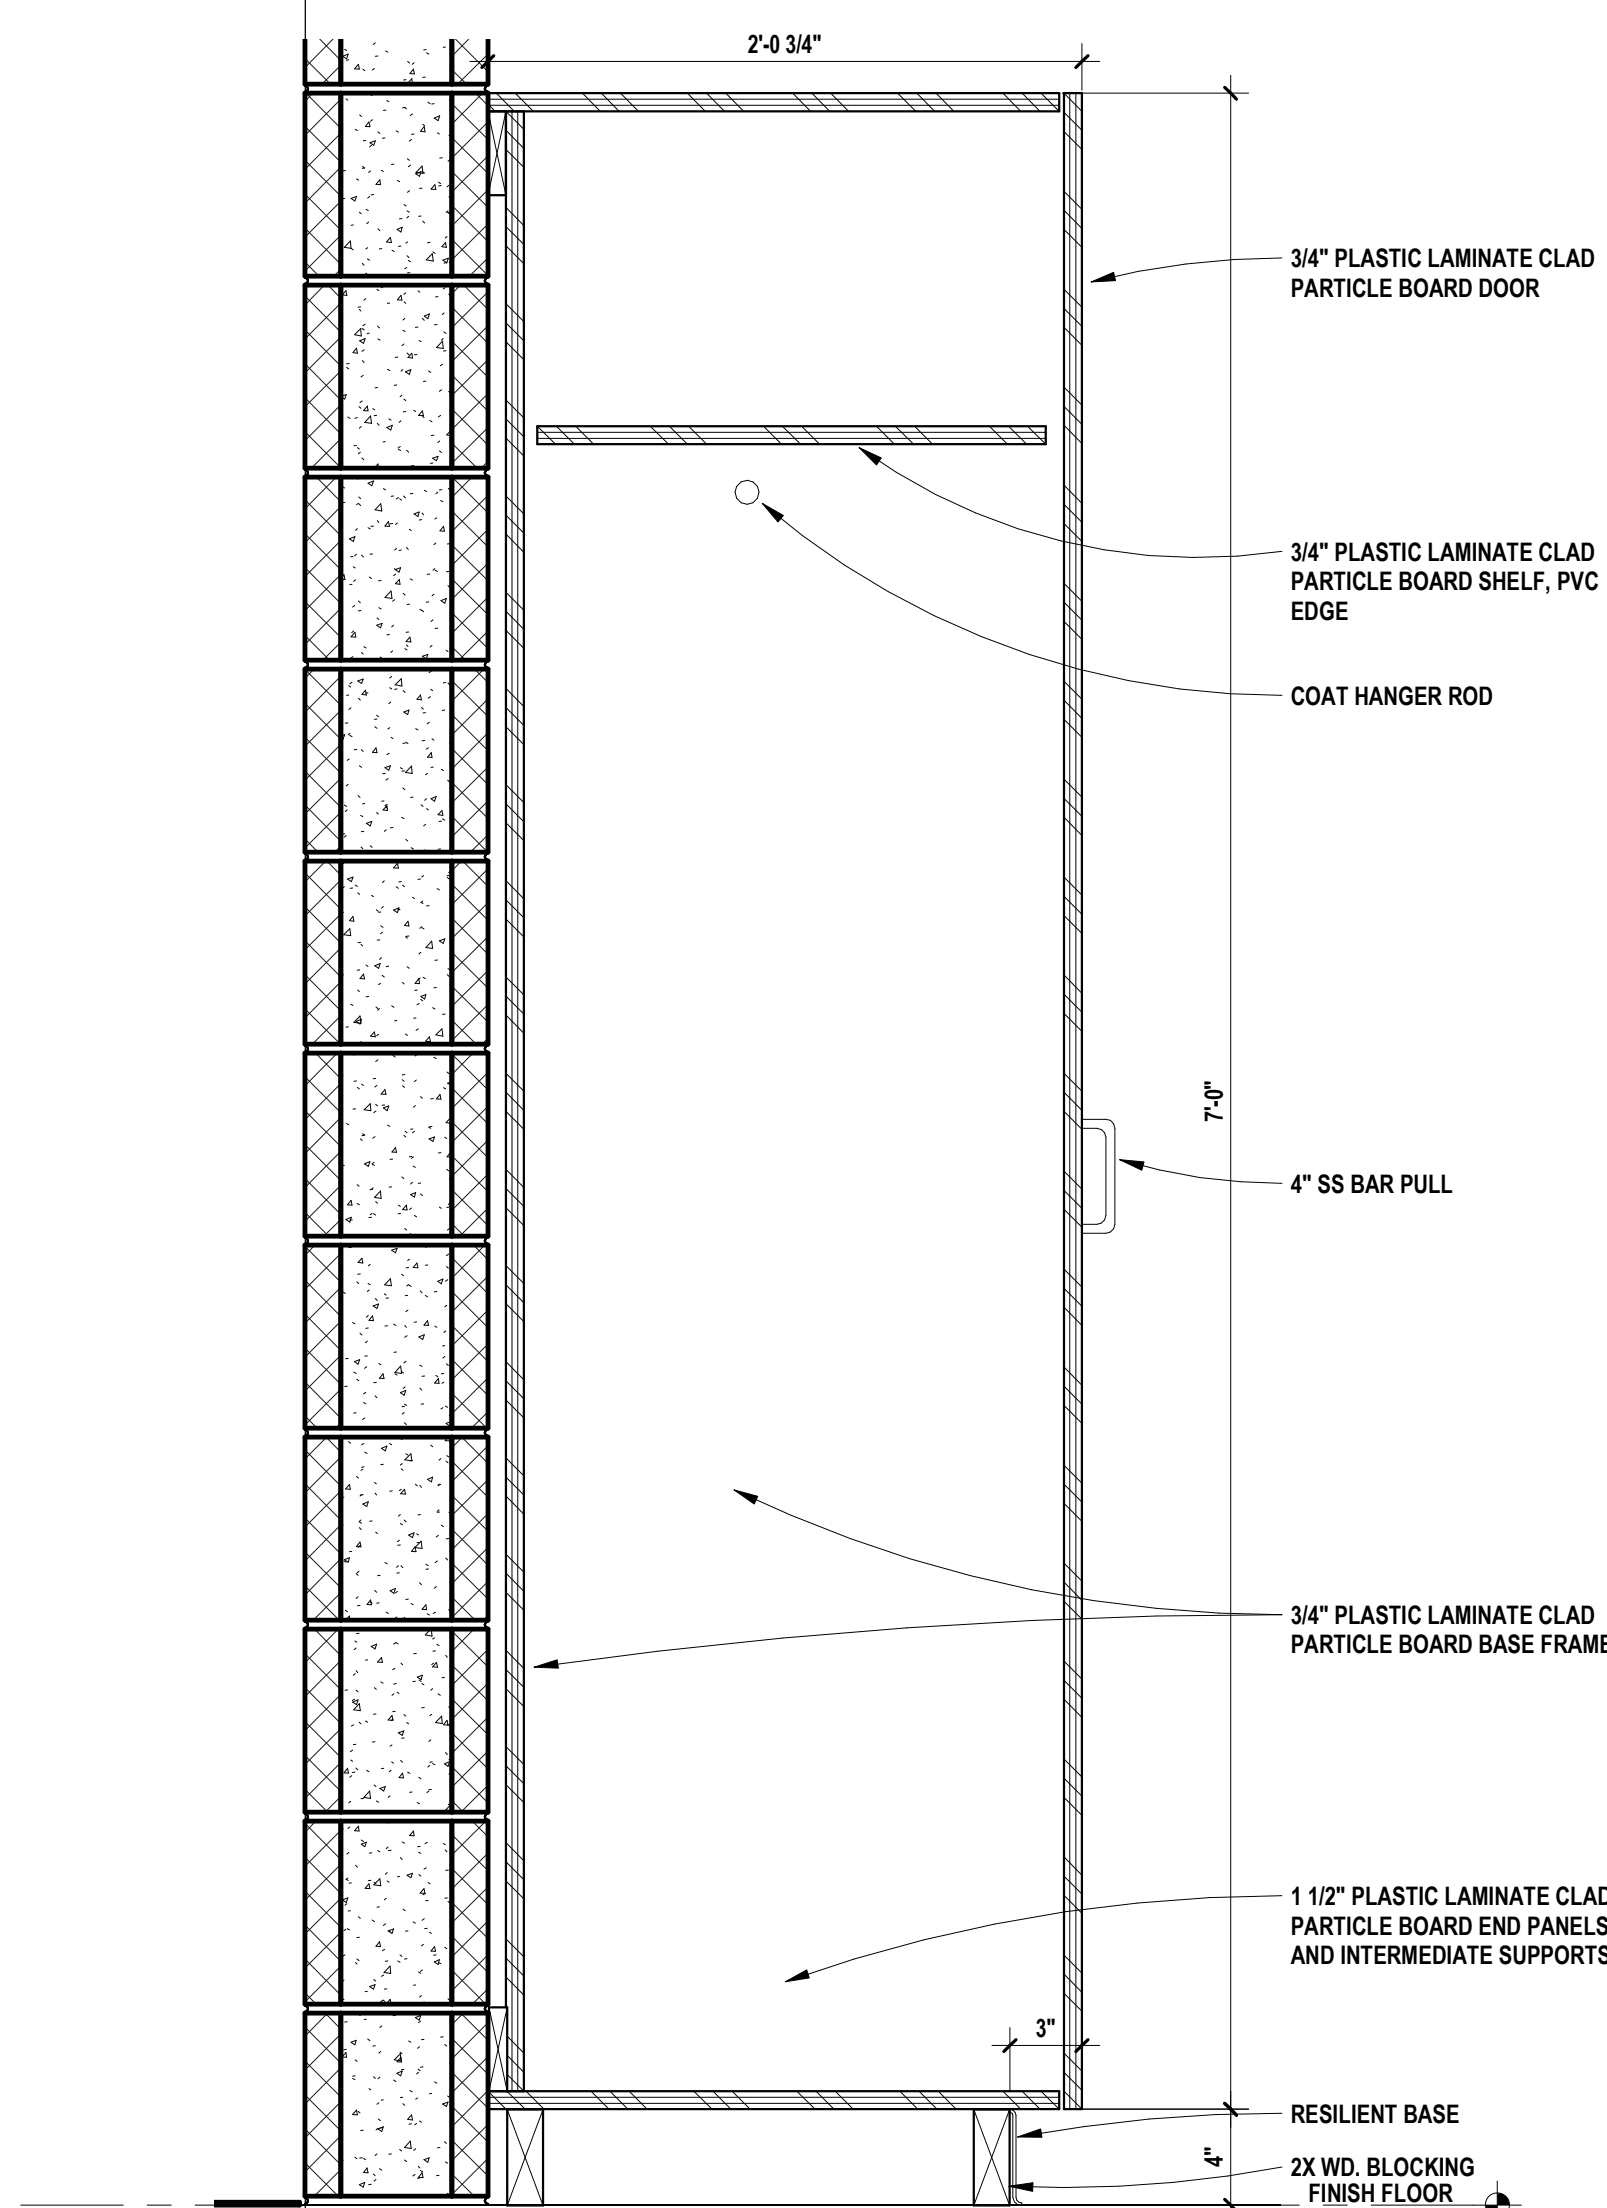 2'-0 3/4"
3/4" PLASTIC LAMINATE CLAD
PARTICLE BOARD DOOR
3/4" PLASTIC LAMINATE CLAD
PARTICLE BOARD SHELF, PVC
EDGE
COAT HANGER ROD
7'-0"
4" SS BAR PULL
3/4" PLASTIC LAMINATE CLAD
PARTICLE BOARD BASE FRAME
1 1/2" PLASTIC LAMINATE CLAD
PARTICLE BOARD END PANELS
AND INTERMEDIATE SUPPORTS
3"
RESILIENT BASE
4"
2X WD. BLOCKING
FINISH FLOOR